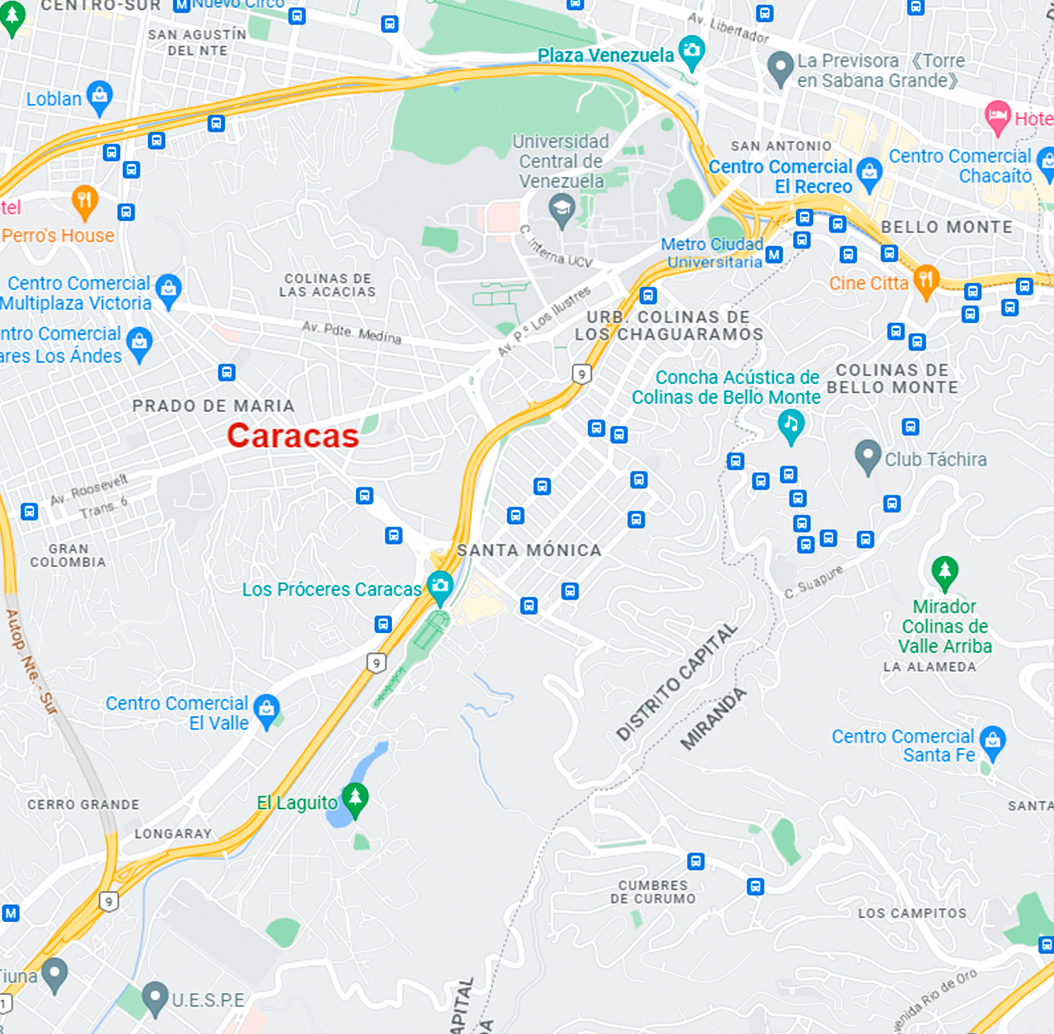 CENTRO-SUR
M
Nuevo Circo
SAN AGUSTÍN
DEL NTE
Av. Libertador
Plaza Venezuela
La Previsora 《Torre
en Sabana Grande》
Loblan
Hote
Universidad
Central de
Venezuela
SAN ANTONIO
Centro Comercial
El Recreo
Centro Comercial
Chacaíto
tel
Perro's House
C. Interna UCV
BELLO MONTE
Metro Ciudad
Universitaria
M
Centro Comercial
Multiplaza Victoria
COLINAS DE
LAS ACACIAS
Cine Citta
Av. Pº Los Ilustres
Av. Pdte. Medina
URB. COLINAS DE
LOS CHAGUARAMOS
ntro Comercial
ares Los Ándes
9
COLINAS DE
BELLO MONTE
Concha Acústica de
Colinas de Bello Monte
PRADO DE MARIA
Caracas
Club Táchira
Av. Roosevelt
Trans. 6
GRAN
COLOMBIA
SANTA MÓNICA
Los Próceres Caracas
C. Suapure
Mirador
Colinas de
Valle Arriba
LA ALAMEDA
Autop. Nte. - Sur
9
DISTRITO CAPITAL
MIRANDA
Centro Comercial
El Valle
Centro Comercial
Santa Fe
CERRO GRANDE
El Laguito
SANTA
LONGARAY
9
M
CUMBRES
DE CURUMO
LOS CAMPITOS
Tiuna
U.E.S.P.E
1
APITAL
DA
venida Rio de Oro